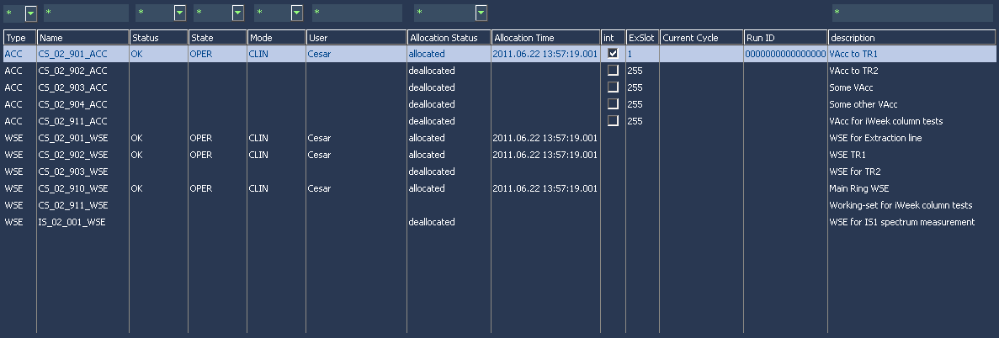 * * * * * * * *
Type Name Status State Mode User Allocation Status Allocation Time int ExSlot Current Cycle Run ID description
ACC CS_02_901_ACC OK OPER CLIN Cesar allocated 2011.06.22 13:57:19.001 1 0000000000000000 VAcc to TR1
ACC CS_02_902_ACC deallocated 255 VAcc to TR2
ACC CS_02_903_ACC deallocated 255 Some VAcc
ACC CS_02_904_ACC deallocated 255 Some other VAcc
ACC CS_02_911_ACC deallocated 255 VAcc for iWeek column tests
WSE CS_02_901_WSE OK OPER CLIN Cesar allocated 2011.06.22 13:57:19.001 WSE for Extraction line
WSE CS_02_902_WSE OK OPER CLIN Cesar allocated 2011.06.22 13:57:19.001 WSE TR1
WSE CS_02_903_WSE deallocated WSE for TR2
WSE CS_02_910_WSE OK OPER CLIN Cesar allocated 2011.06.22 13:57:19.001 Main Ring WSE
WSE CS_02_911_WSE Working-set for iWeek column tests
WSE IS_02_001_WSE deallocated WSE for IS1 spectrum measurement